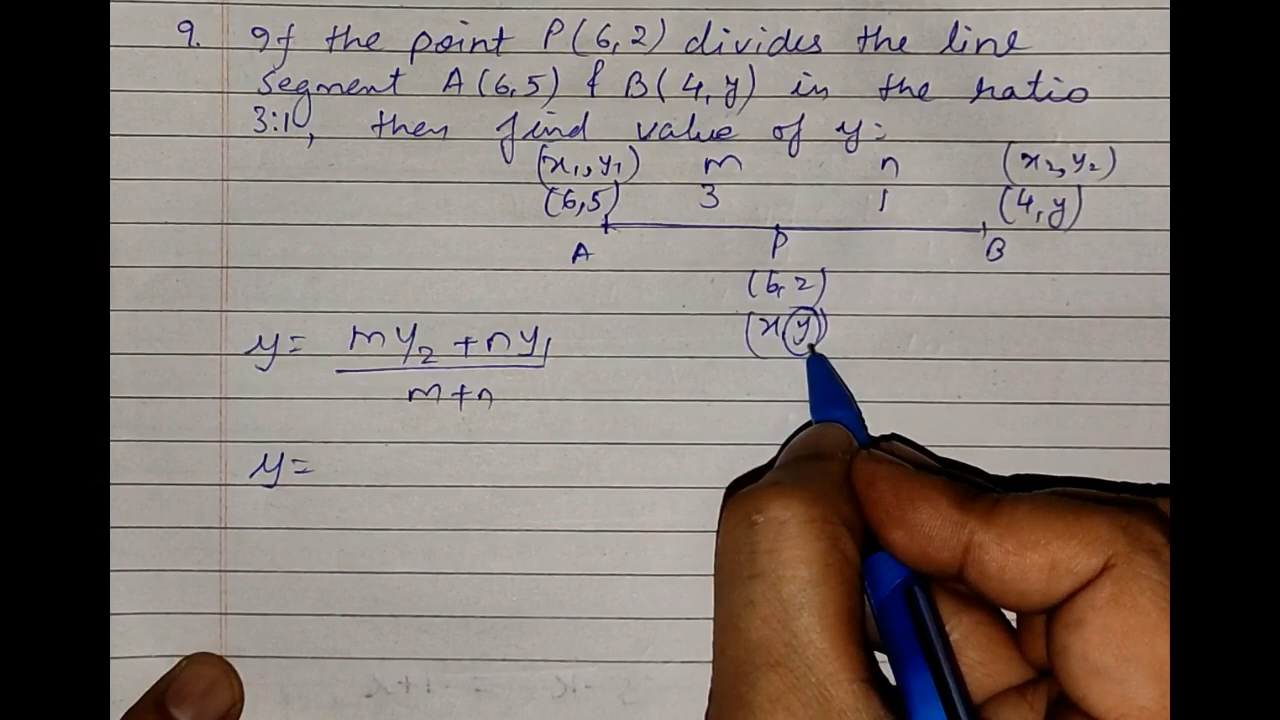 9. If the point P(6,2) divides the line
segment A(6,5) & B(4,y) in the ratio
3:1, then find value of y:
(x₁,y₁) m n (x₂,y₂)
(6,5) 3 1 (4,y)
A P B
(6,2)
(x,y)
y = my₂ + ny₁
m+n
y =